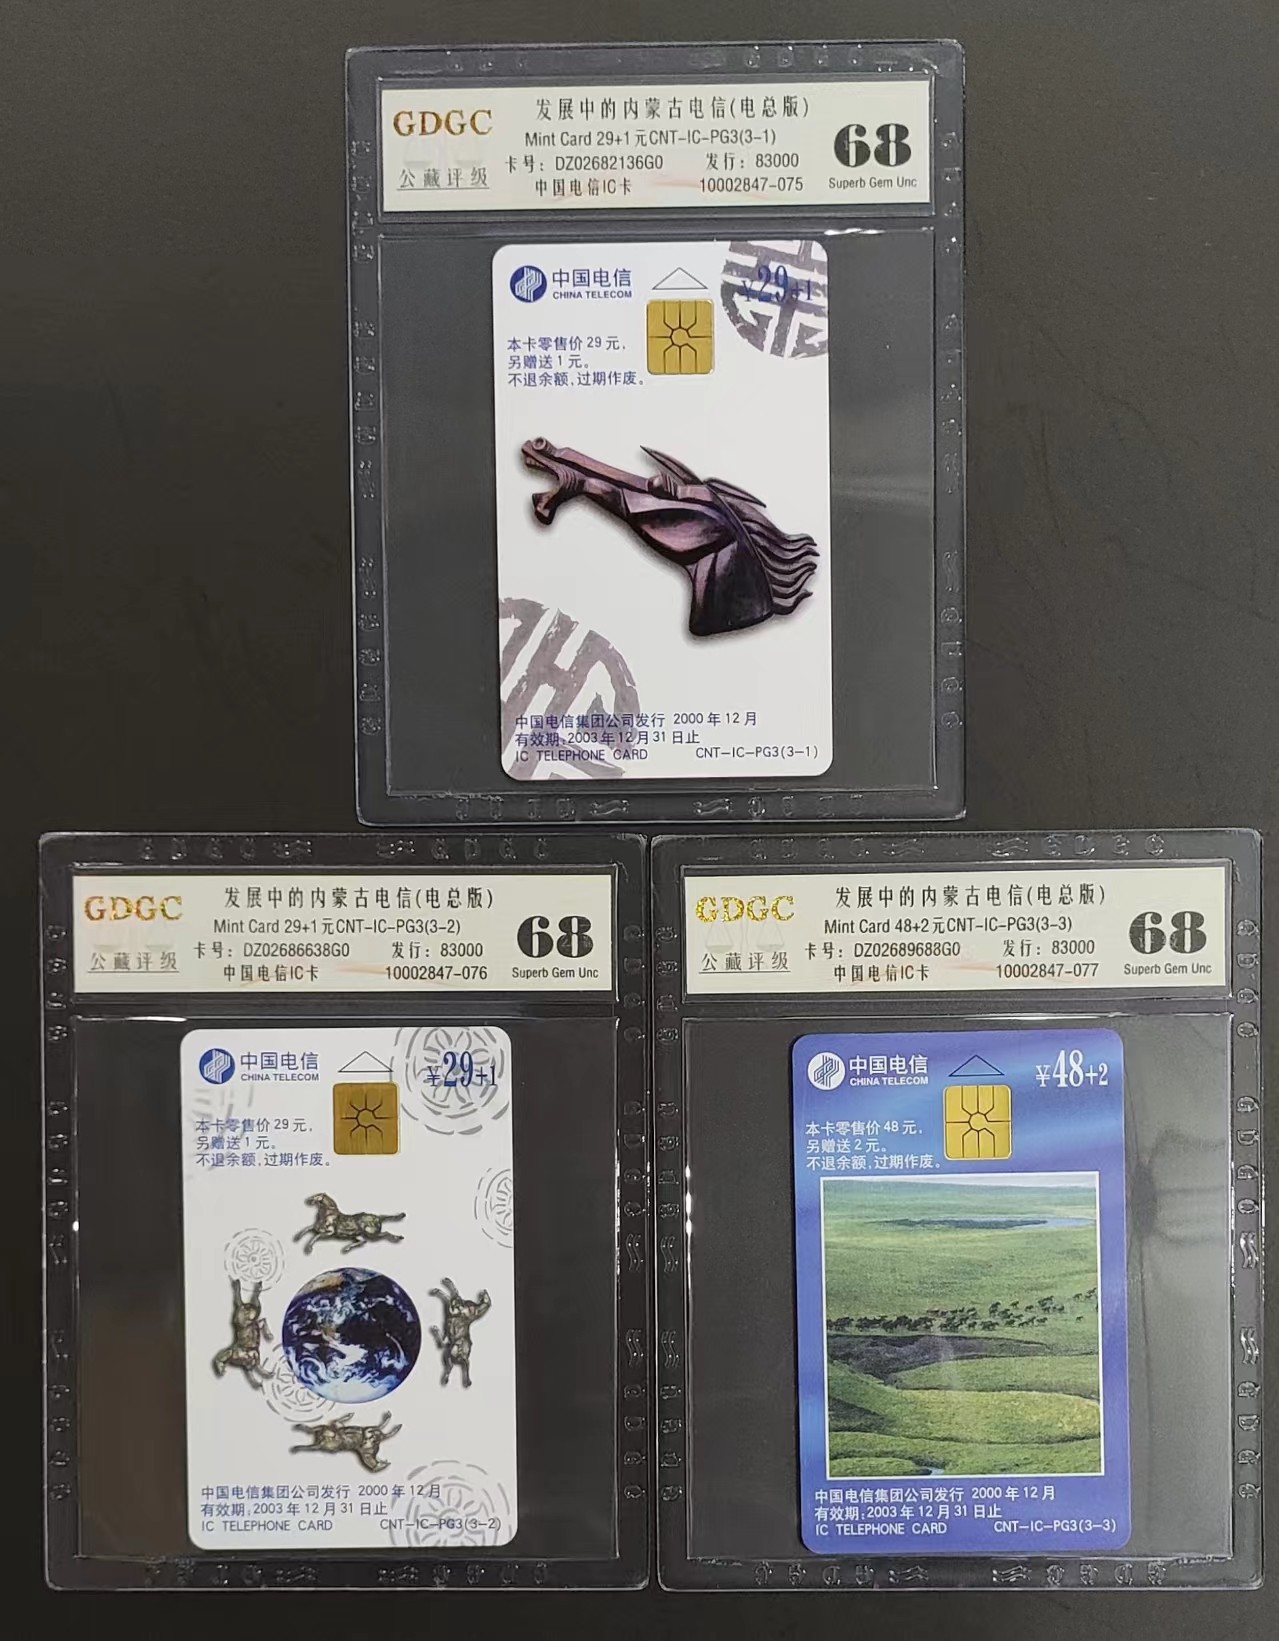 GDGC
公藏评级
发展中的内蒙古电信(电总版)
Mint Card 29+1元CNT-IC-PG3(3-1)
卡号：DZ02682136G0 发行：83000
中国电信IC卡 10002847-075
68
Superb Gem Unc
中国电信
CHINA TELECOM
¥29+1
本卡零售价29元，
另赠送1元。
不退余额,过期作废。
中国电信集团公司发行 2000年12月
有效期:2003年12月31日止
IC TELEPHONE CARD CNT-IC-PG3(3-1)
GDGC
公藏评级
发展中的内蒙古电信(电总版)
Mint Card 29+1元CNT-IC-PG3(3-2)
卡号：DZ02686638G0 发行：83000
中国电信IC卡 10002847-076
68
Superb Gem Unc
中国电信
CHINA TELECOM
¥29+1
本卡零售价29元，
另赠送1元。
不退余额,过期作废。
中国电信集团公司发行 2000年12月
有效期:2003年12月31日止
IC TELEPHONE CARD CNT-IC-PG3(3-2)
GDGC
公藏评级
发展中的内蒙古电信(电总版)
Mint Card 48+2元CNT-IC-PG3(3-3)
卡号：DZ02689688G0 发行：83000
中国电信IC卡 10002847-077
68
Superb Gem Unc
中国电信
CHINA TELECOM
¥48+2
本卡零售价48元，
另赠送2元。
不退余额,过期作废。
中国电信集团公司发行 2000年12月
有效期:2003年12月31日止
IC TELEPHONE CARD CNT-IC-PG3(3-3)